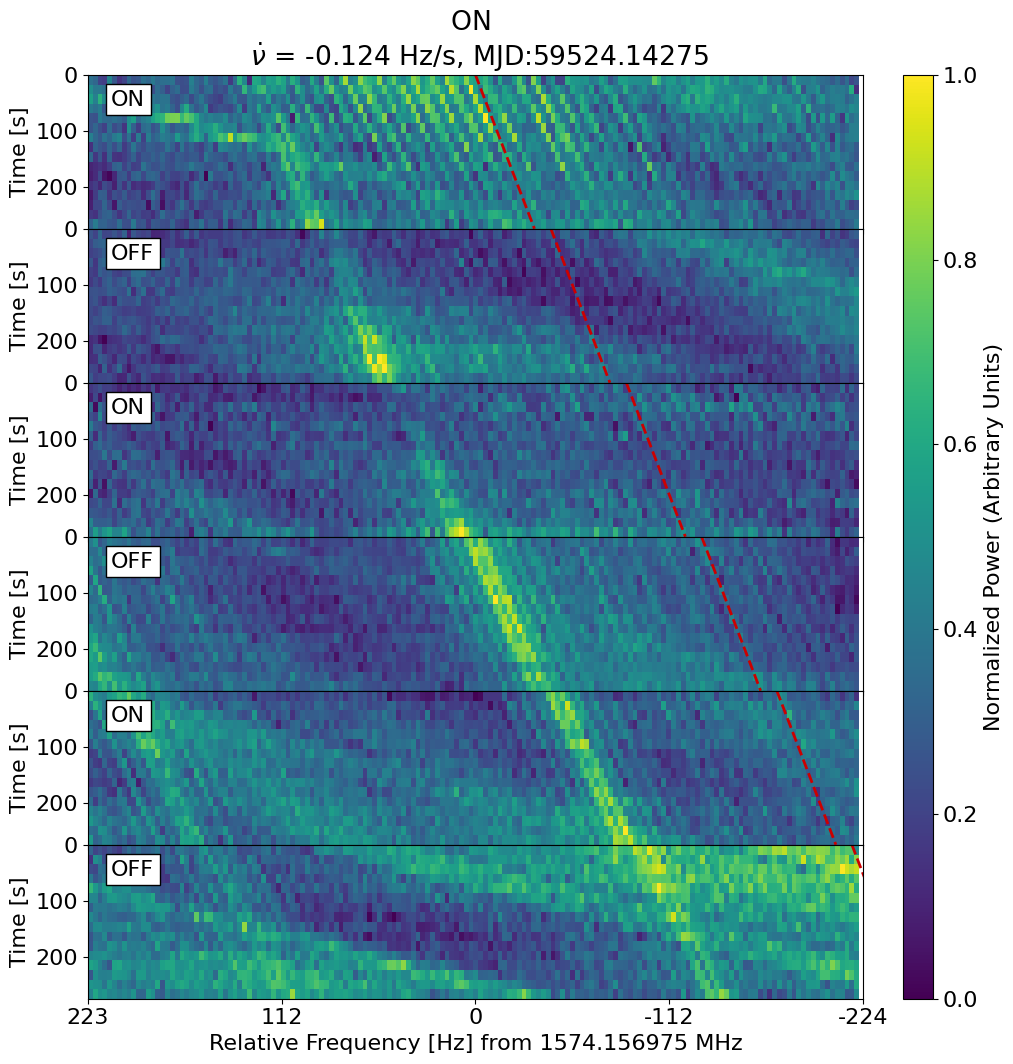 ON
ν̇ = -0.124 Hz/s, MJD:59524.14275
0
100
200
Time [s]
ON
0
100
200
Time [s]
OFF
0
100
200
Time [s]
ON
0
100
200
Time [s]
OFF
0
100
200
Time [s]
ON
0
100
200
Time [s]
OFF
223 112 0 -112 -224
Relative Frequency [Hz] from 1574.156975 MHz
1.0
0.8
0.6
0.4
0.2
0.0
Normalized Power (Arbitrary Units)